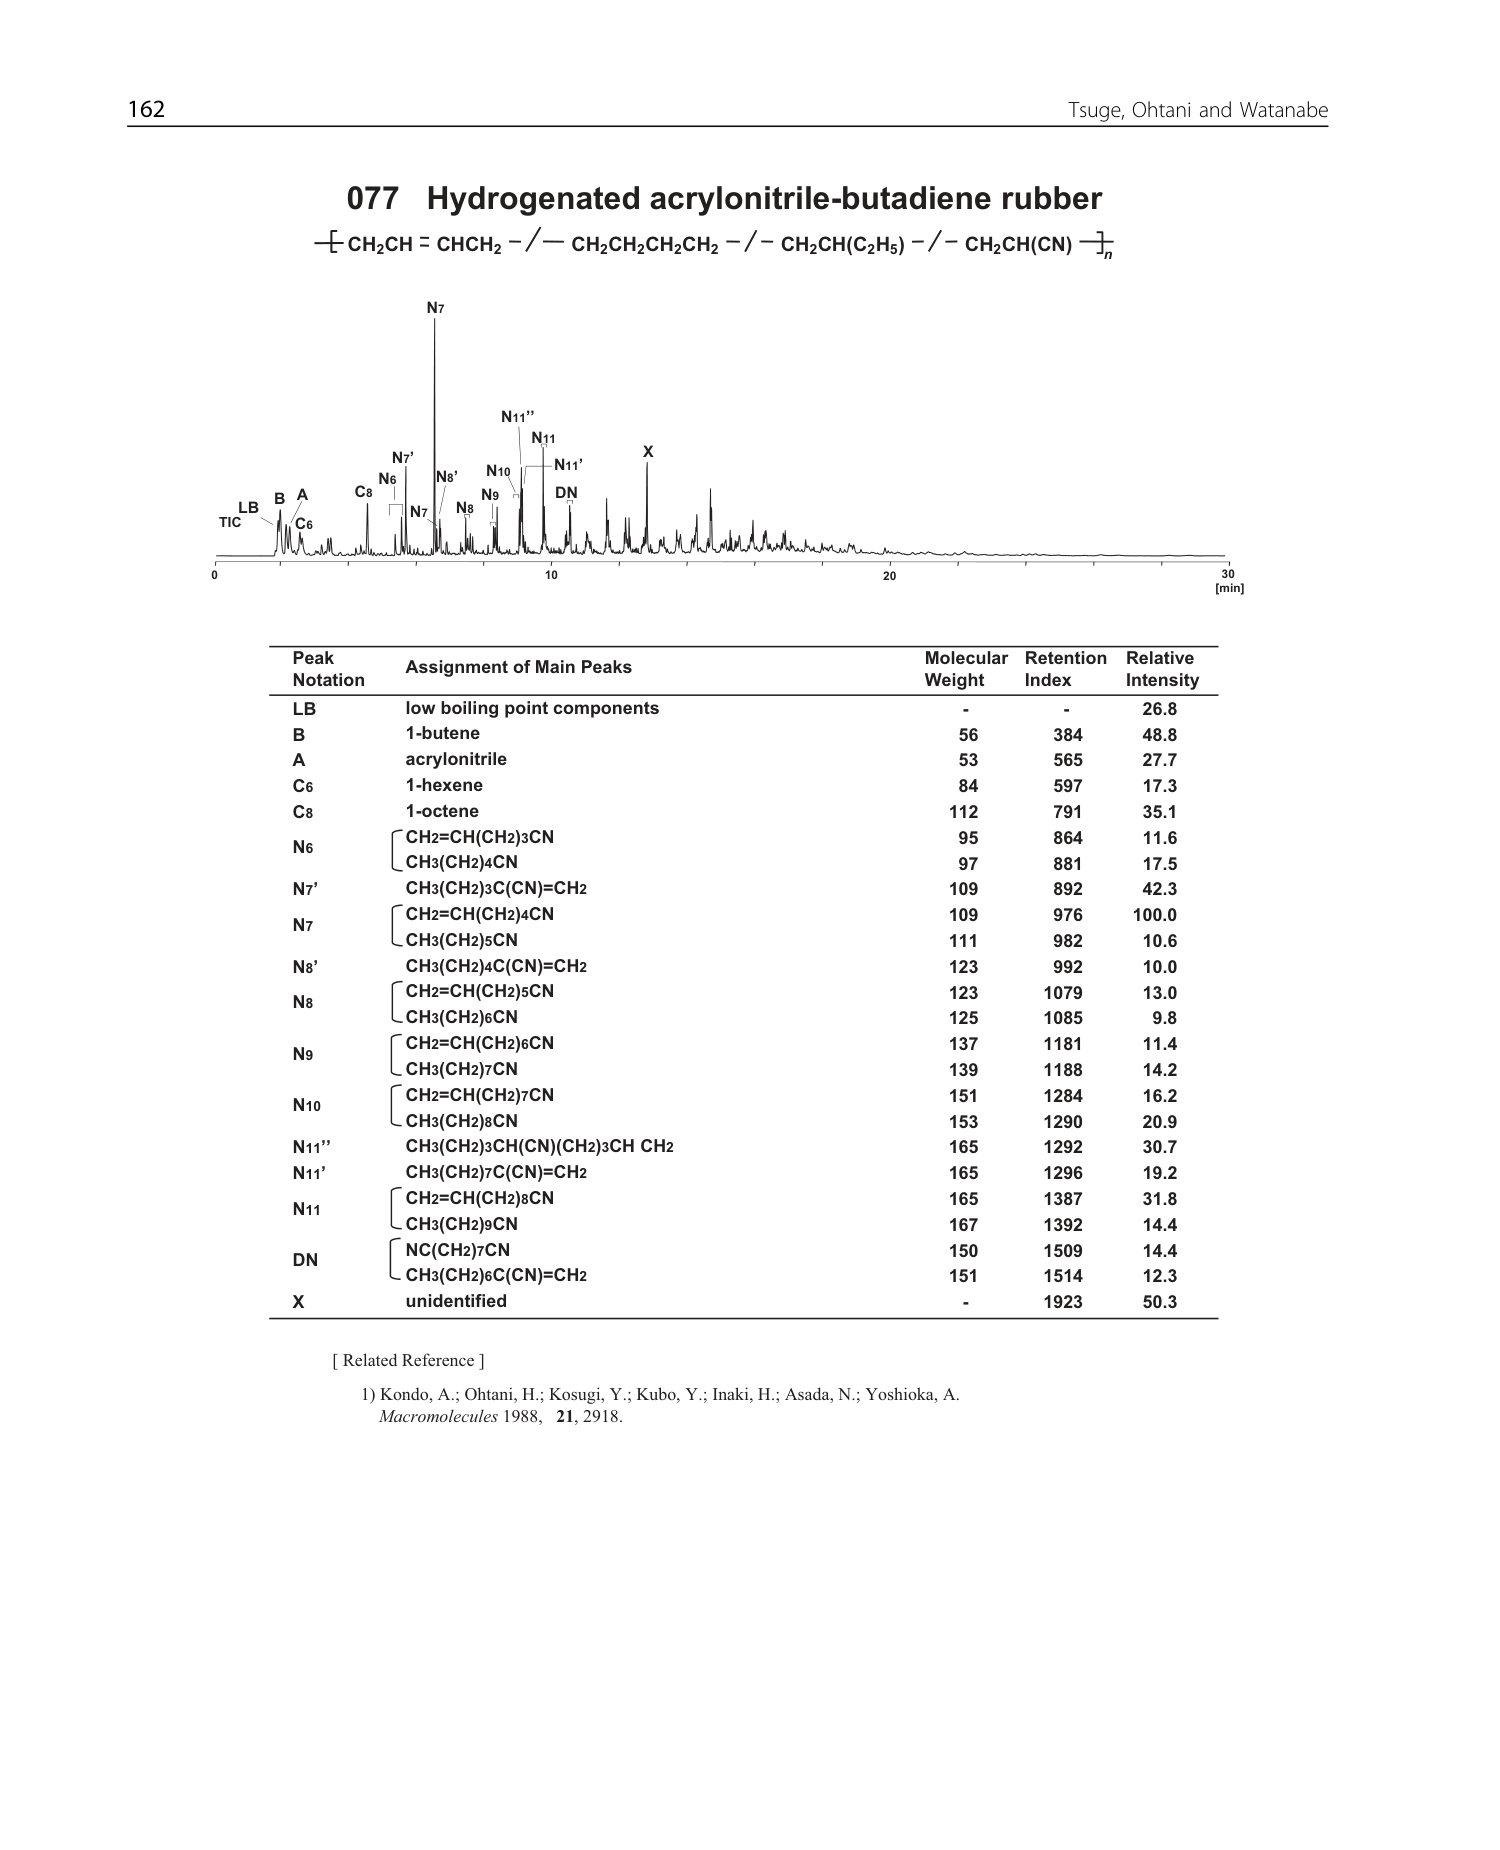 162
Tsuge, Ohtani and Watanabe
077 Hydrogenated acrylonitrile-butadiene rubber
[ CH2CH = CHCH2 – / — CH2CH2CH2CH2 – / – CH2CH(C2H5) – / – CH2CH(CN) ]n
N7
N11’’
N11
X
N7’
N11’
N10
N8’
N6
DN
C8
N9
A
B
LB
N8
N7
TIC
C6
0 10 20 30
[min]
Peak Notation Assignment of Main Peaks Molecular Weight Retention Index Relative Intensity
LB low boiling point components - - 26.8
B 1-butene 56 384 48.8
A acrylonitrile 53 565 27.7
C6 1-hexene 84 597 17.3
C8 1-octene 112 791 35.1
N6 CH2=CH(CH2)3CN 95 864 11.6
CH3(CH2)4CN 97 881 17.5
N7’ CH3(CH2)3C(CN)=CH2 109 892 42.3
N7 CH2=CH(CH2)4CN 109 976 100.0
CH3(CH2)5CN 111 982 10.6
N8’ CH3(CH2)4C(CN)=CH2 123 992 10.0
N8 CH2=CH(CH2)5CN 123 1079 13.0
CH3(CH2)6CN 125 1085 9.8
N9 CH2=CH(CH2)6CN 137 1181 11.4
CH3(CH2)7CN 139 1188 14.2
N10 CH2=CH(CH2)7CN 151 1284 16.2
CH3(CH2)8CN 153 1290 20.9
N11’’ CH3(CH2)3CH(CN)(CH2)3CH CH2 165 1292 30.7
N11’ CH3(CH2)7C(CN)=CH2 165 1296 19.2
N11 CH2=CH(CH2)8CN 165 1387 31.8
CH3(CH2)9CN 167 1392 14.4
DN NC(CH2)7CN 150 1509 14.4
CH3(CH2)6C(CN)=CH2 151 1514 12.3
X unidentified - 1923 50.3
[ Related Reference ]
1) Kondo, A.; Ohtani, H.; Kosugi, Y.; Kubo, Y.; Inaki, H.; Asada, N.; Yoshioka, A.
Macromolecules 1988, 21, 2918.